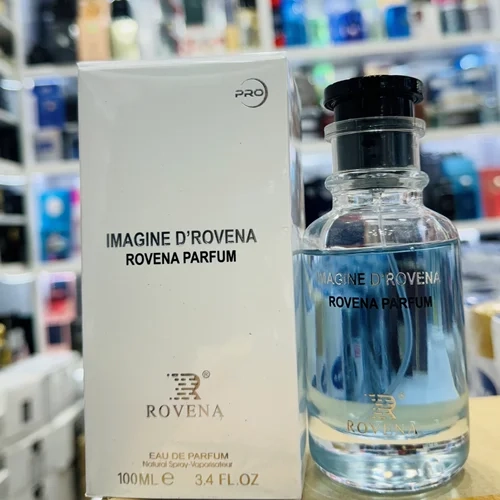 PRO
IMAGINE D'ROVENA
ROVENA PARFUM
R®
ROVENA
EAU DE PARFUM
Natural Spray-Vaporisateur
100ML ℮ 3.4 FL.OZ
IMAGINE D'ROVENA
ROVENA PARFUM
R
ROVENA